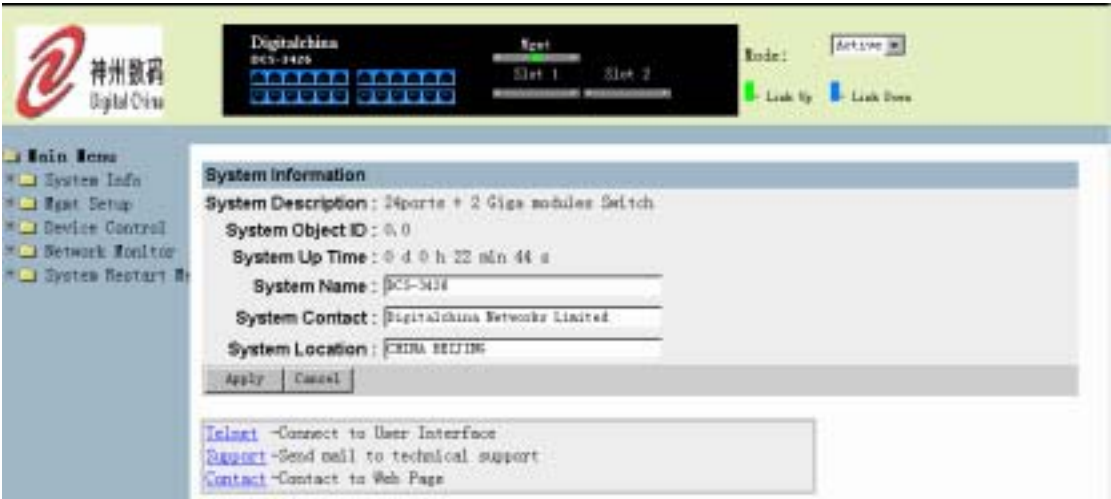 神州数码
Digital China
Digitalchina
DCS-3426
Mgmt
Slot 1 Slot 2
Mode: Active
Link Up Link Down
Main Menu
System Info
Mgmt Setup
Device Control
Network Monitor
System Restart
System Information
System Description : 24ports + 2 Giga modules Switch
System Object ID : 0.0
System Up Time : 0 d 0 h 22 min 44 s
System Name : DCS-3426
System Contact : Digitalchina Networks Limited
System Location : CHINA BEIJING
Apply Cancel
Telnet -Connect to User Interface
Support -Send mail to technical support
Contact -Contact to Web Page